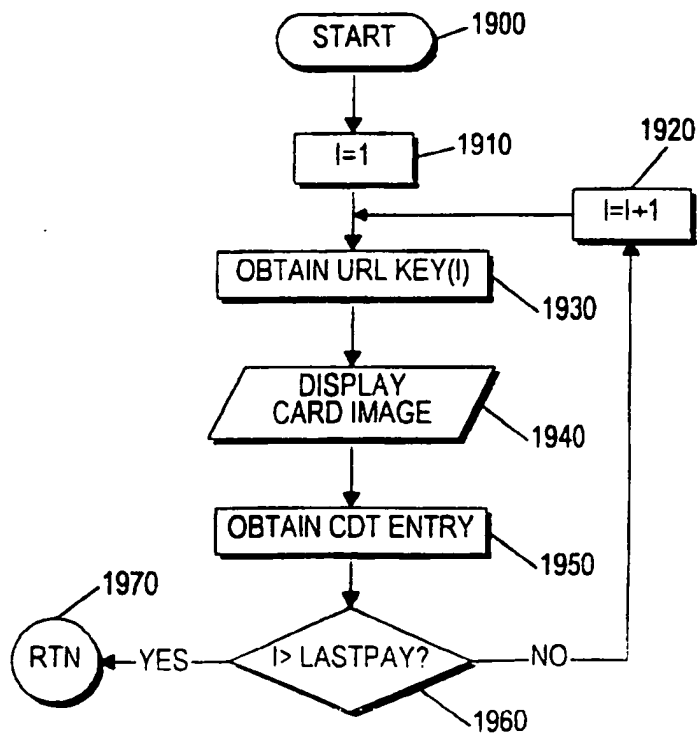 START
1900
I=1
1910
1920
I=I+1
OBTAIN URL KEY(I)
1930
DISPLAY
CARD IMAGE
1940
OBTAIN CDT ENTRY
1950
1970
RTN
YES
I> LASTPAY?
NO
1960